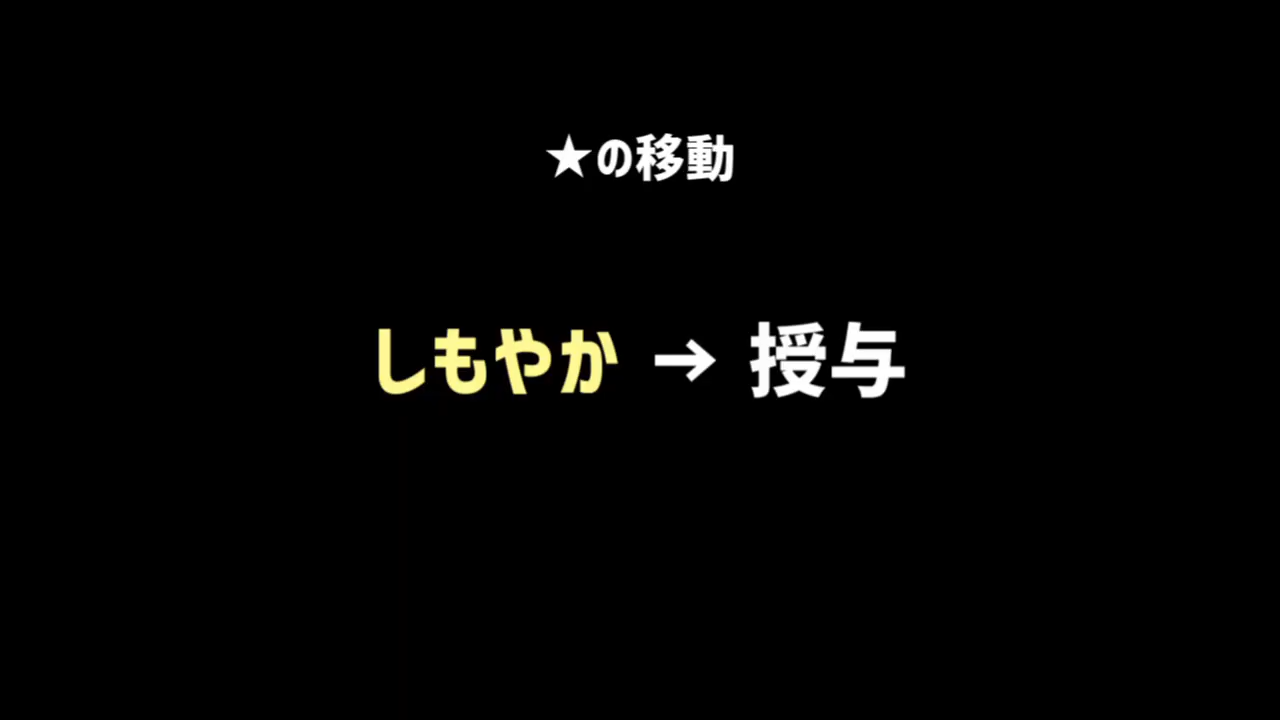 ★の移動
しもやか → 授与